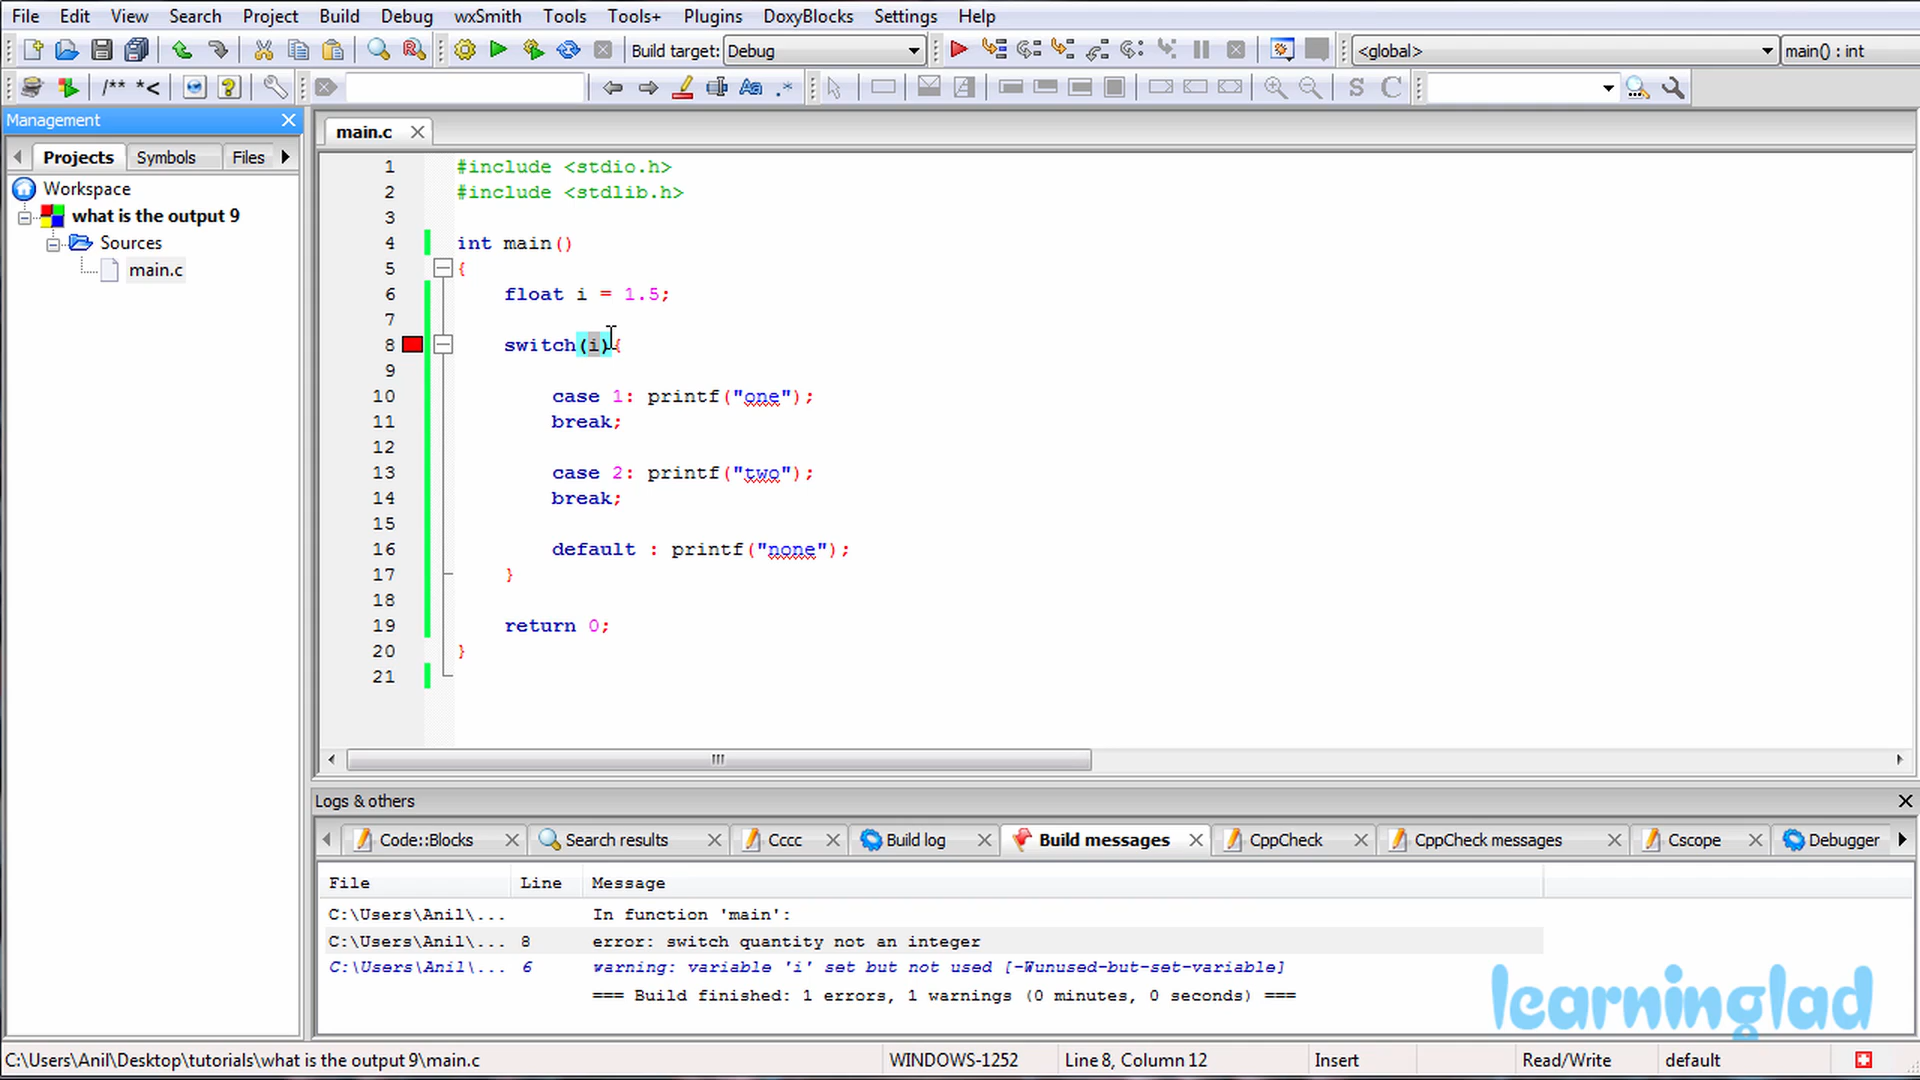 File Edit View Search Project Build Debug wxSmith Tools Tools+ Plugins DoxyBlocks Settings Help
Build target: Debug <global> main() : int
/** *< Aa .* S C
Management
main.c
Projects Symbols Files
Workspace
what is the output 9
Sources
main.c
1 #include <stdio.h>
2 #include <stdlib.h>
3
4 int main()
5 {
6 float i = 1.5;
7
8 switch(i){
9
10 case 1: printf("one");
11 break;
12
13 case 2: printf("two");
14 break;
15
16 default : printf("none");
17 }
18
19 return 0;
20 }
21
Logs & others
Code::Blocks Search results Cccc Build log Build messages CppCheck CppCheck messages Cscope Debugger
File Line Message
C:\Users\Anil\... In function 'main':
C:\Users\Anil\... 8 error: switch quantity not an integer
C:\Users\Anil\... 6 warning: variable 'i' set but not used [-Wunused-but-set-variable]
=== Build finished: 1 errors, 1 warnings (0 minutes, 0 seconds) ===
learninglad
C:\Users\Anil\Desktop\tutorials\what is the output 9\main.c WINDOWS-1252 Line 8, Column 12 Insert Read/Write default